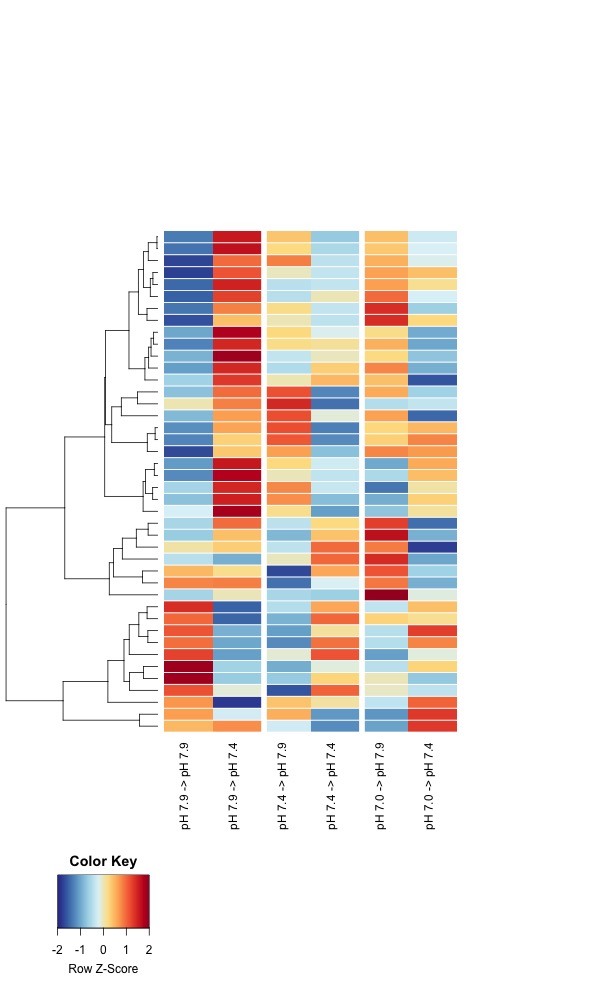 pH 7.9 -> pH 7.9
pH 7.9 -> pH 7.4
pH 7.4 -> pH 7.9
pH 7.4 -> pH 7.4
pH 7.0 -> pH 7.9
pH 7.0 -> pH 7.4
Color Key
-2 -1 0 1 2
Row Z-Score